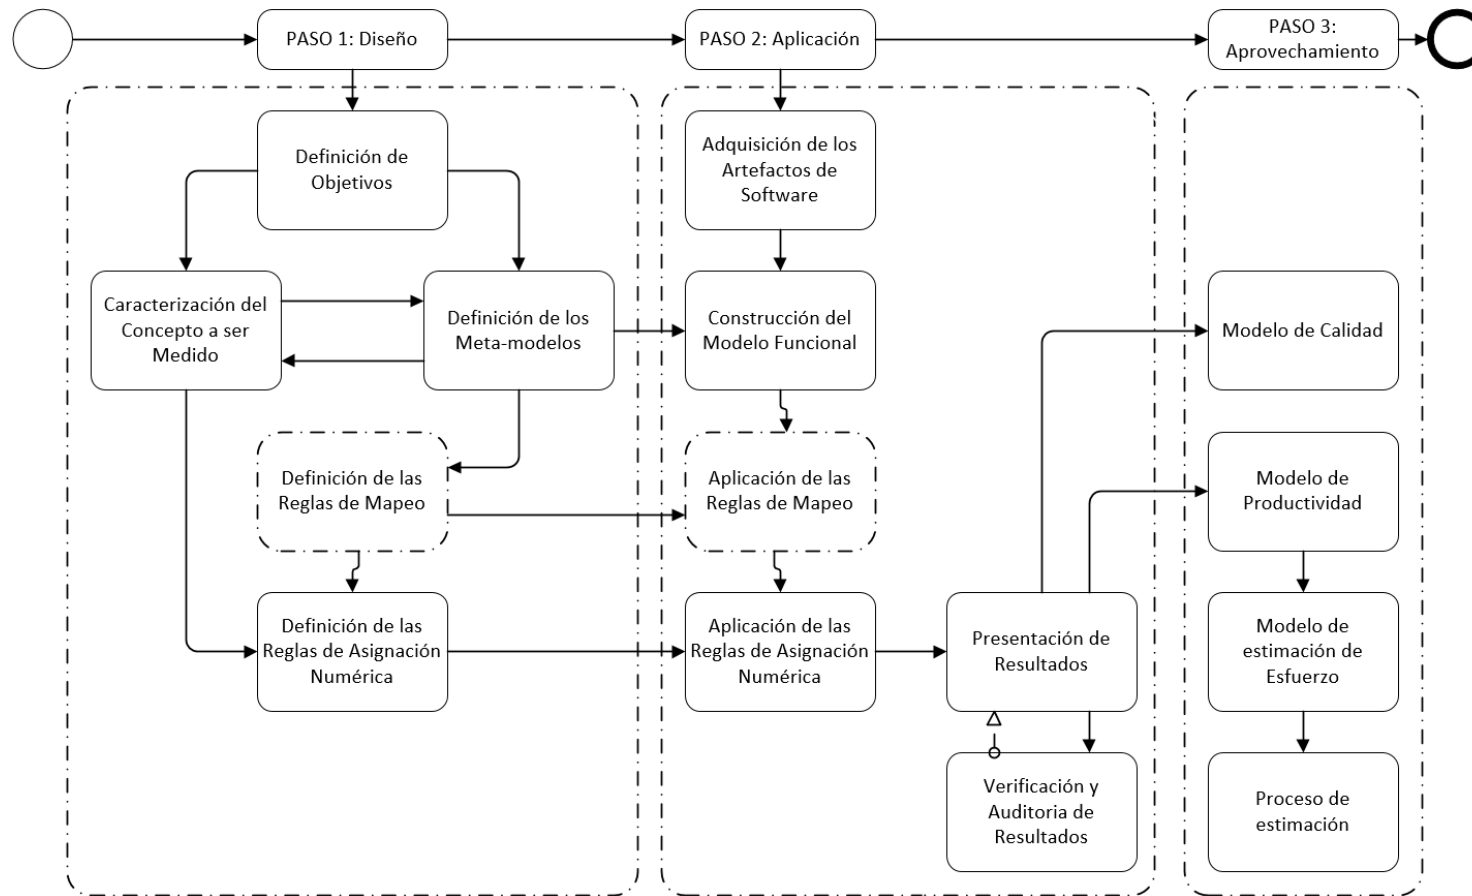 PASO 1: Diseño
PASO 2: Aplicación
PASO 3:
Aprovechamiento
Definición de
Objetivos
Caracterización del
Concepto a ser
Medido
Definición de los
Meta-modelos
Definición de las
Reglas de Mapeo
Definición de las
Reglas de Asignación
Numérica
Adquisición de los
Artefactos de
Software
Construcción del
Modelo Funcional
Aplicación de las
Reglas de Mapeo
Aplicación de las
Reglas de Asignación
Numérica
Presentación de
Resultados
Verificación y
Auditoria de
Resultados
Modelo de Calidad
Modelo de
Productividad
Modelo de
estimación de
Esfuerzo
Proceso de
estimación